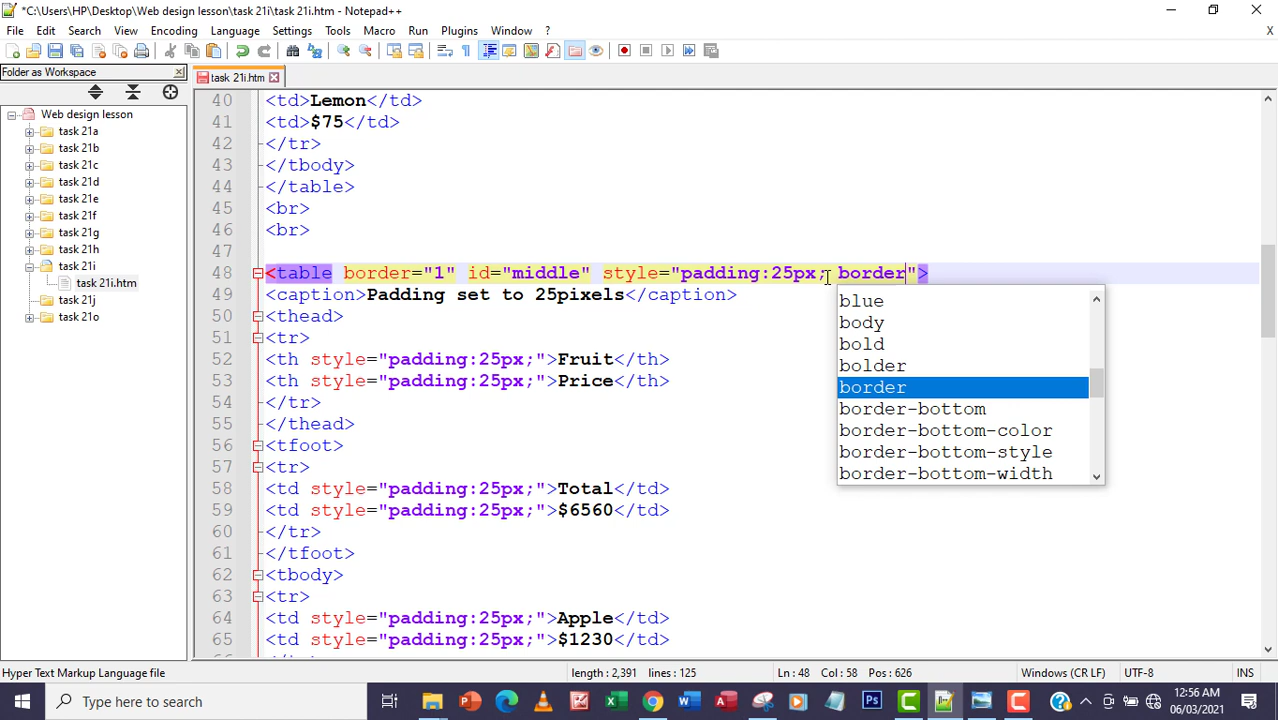 *C:\Users\HP\Desktop\Web design lesson\task 21i\task 21i.htm - Notepad++
File Edit Search View Encoding Language Settings Tools Macro Run Plugins Window ? X
Folder as Workspace
task 21i.htm
Web design lesson
task 21a
task 21b
task 21c
task 21d
task 21e
task 21f
task 21g
task 21h
task 21i
task 21i.htm
task 21j
task 21o
40 <td>Lemon</td>
41 <td>$75</td>
42 </tr>
43 </tbody>
44 </table>
45 <br>
46 <br>
47
48 <table border="1" id="middle" style="padding:25px; border">
49 <caption>Padding set to 25pixels</caption>
50 <thead>
51 <tr>
52 <th style="padding:25px;">Fruit</th>
53 <th style="padding:25px;">Price</th>
54 </tr>
55 </thead>
56 <tfoot>
57 <tr>
58 <td style="padding:25px;">Total</td>
59 <td style="padding:25px;">$6560</td>
60 </tr>
61 </tfoot>
62 <tbody>
63 <tr>
64 <td style="padding:25px;">Apple</td>
65 <td style="padding:25px;">$1230</td>
blue
body
bold
bolder
border
border-bottom
border-bottom-color
border-bottom-style
border-bottom-width
Hyper Text Markup Language file length : 2,391 lines : 125 Ln : 48 Col : 58 Pos : 626 Windows (CR LF) UTF-8 INS
Type here to search
12:56 AM
06/03/2021